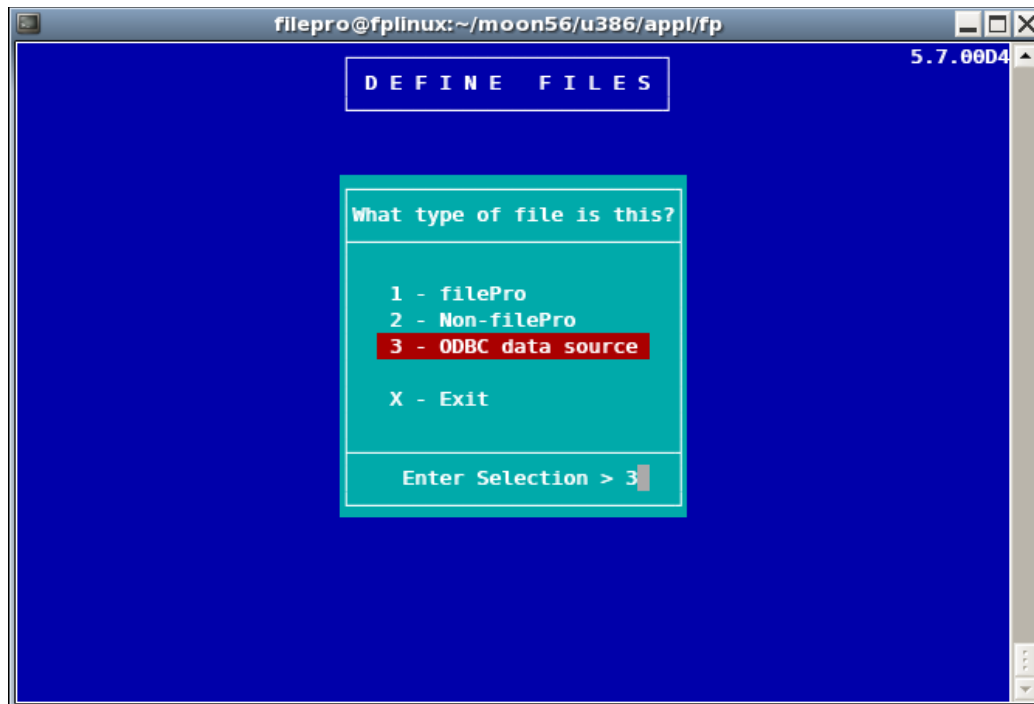 filepro@fplinux:~/moon56/u386/appl/fp
5.7.00D4
D E F I N E   F I L E S
What type of file is this?
1 - filePro
2 - Non-filePro
3 - ODBC data source
X - Exit
Enter Selection > 3